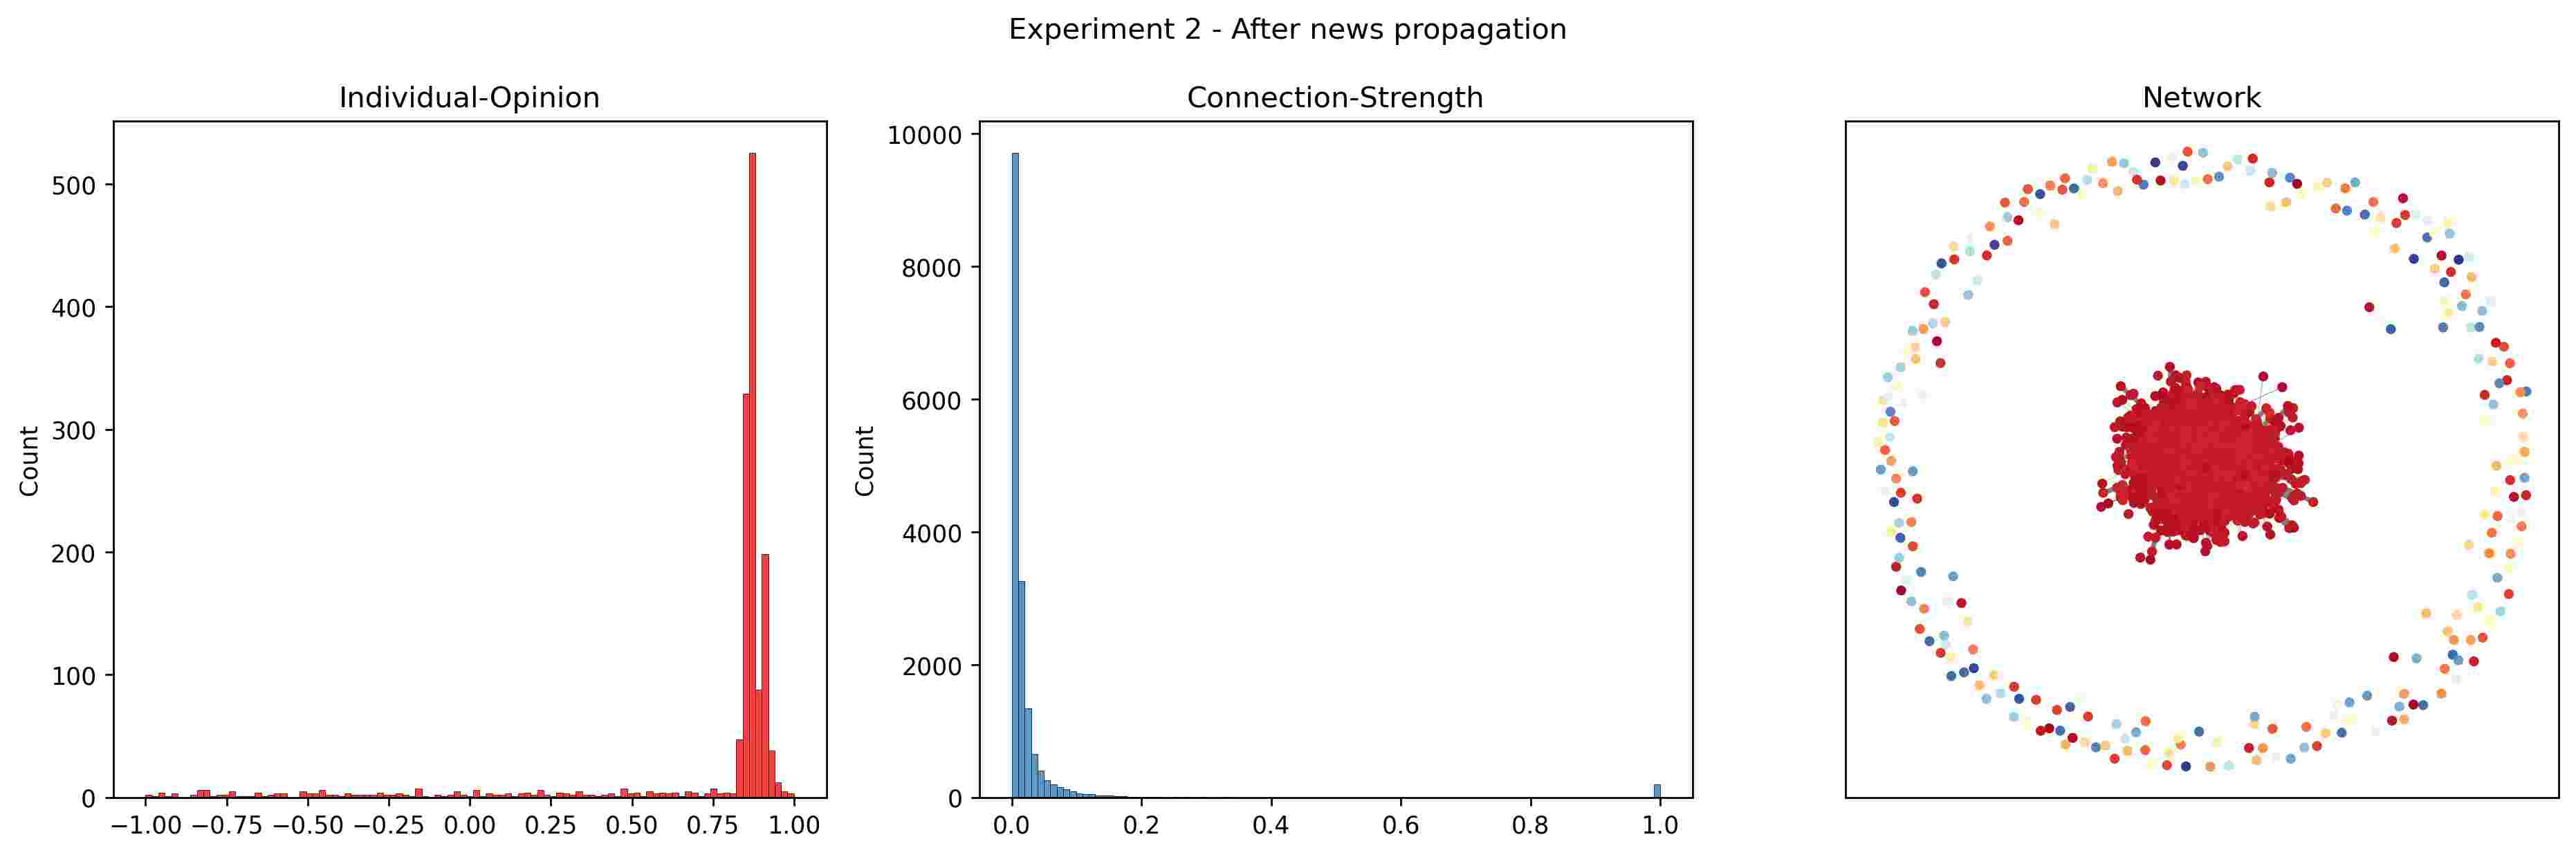 Experiment 2 - After news propagation
Individual-Opinion
Count
500
400
300
200
100
0
−1.00 −0.75 −0.50 −0.25 0.00 0.25 0.50 0.75 1.00
Connection-Strength
Count
10000
8000
6000
4000
2000
0
0.0 0.2 0.4 0.6 0.8 1.0
Network